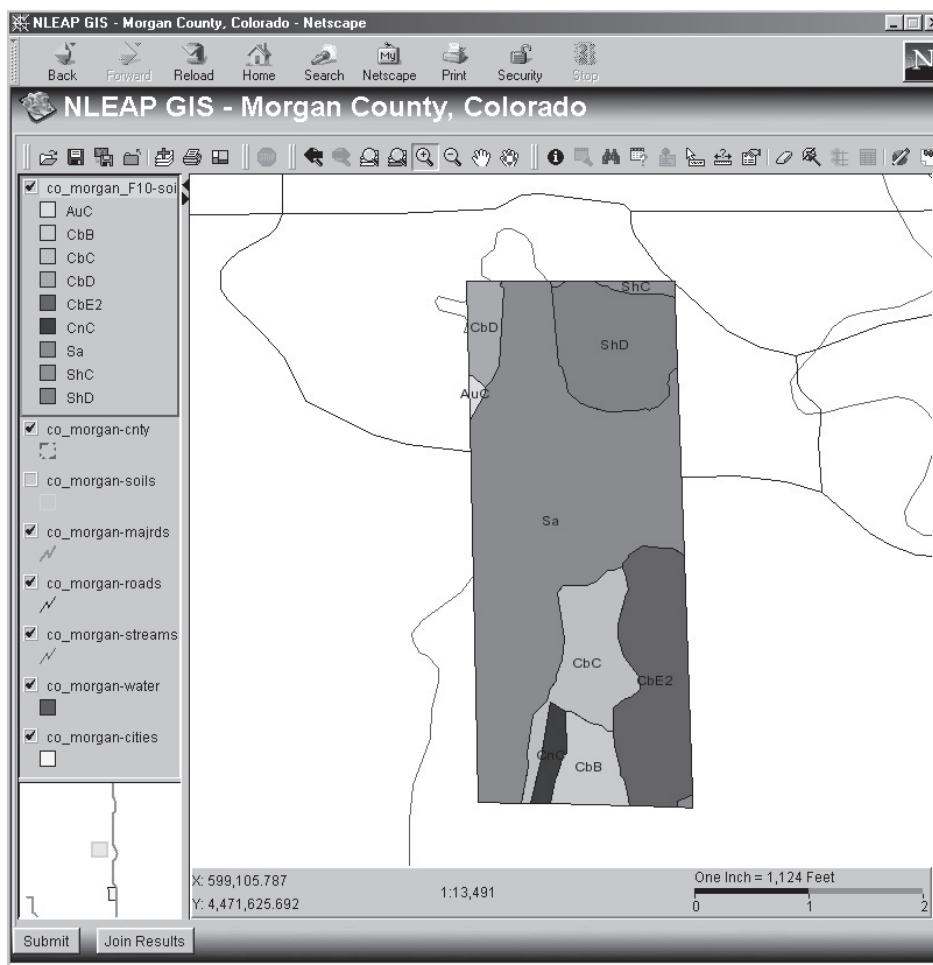 NLEAP GIS - Morgan County, Colorado - Netscape
Back Forward Reload Home Search Netscape Print Security Stop
My
N
NLEAP GIS - Morgan County, Colorado
co_morgan_F10-soi
AuC
CbB
CbC
CbD
CbE2
CnC
Sa
ShC
ShD
co_morgan-cnty
co_morgan-soils
co_morgan-majrds
co_morgan-roads
co_morgan-streams
co_morgan-water
co_morgan-cities
ShC
CbD
ShD
AuC
Sa
CbC
CbE2
CnC
CbB
X: 599,105.787
Y: 4,471,625.692
1:13,491
One Inch = 1,124 Feet
0 1 2
Submit Join Results